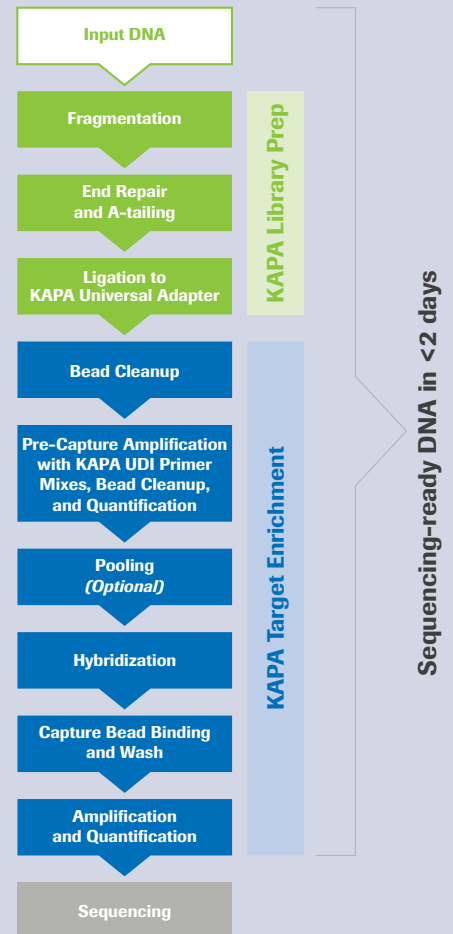 Input DNA
Fragmentation
End Repair
and A-tailing
Ligation to
KAPA Universal Adapter
KAPA Library Prep
Bead Cleanup
Pre-Capture Amplification
with KAPA UDI Primer
Mixes, Bead Cleanup,
and Quantification
Pooling
(Optional)
Hybridization
Capture Bead Binding
and Wash
Amplification
and Quantification
KAPA Target Enrichment
Sequencing
Sequencing-ready DNA in <2 days